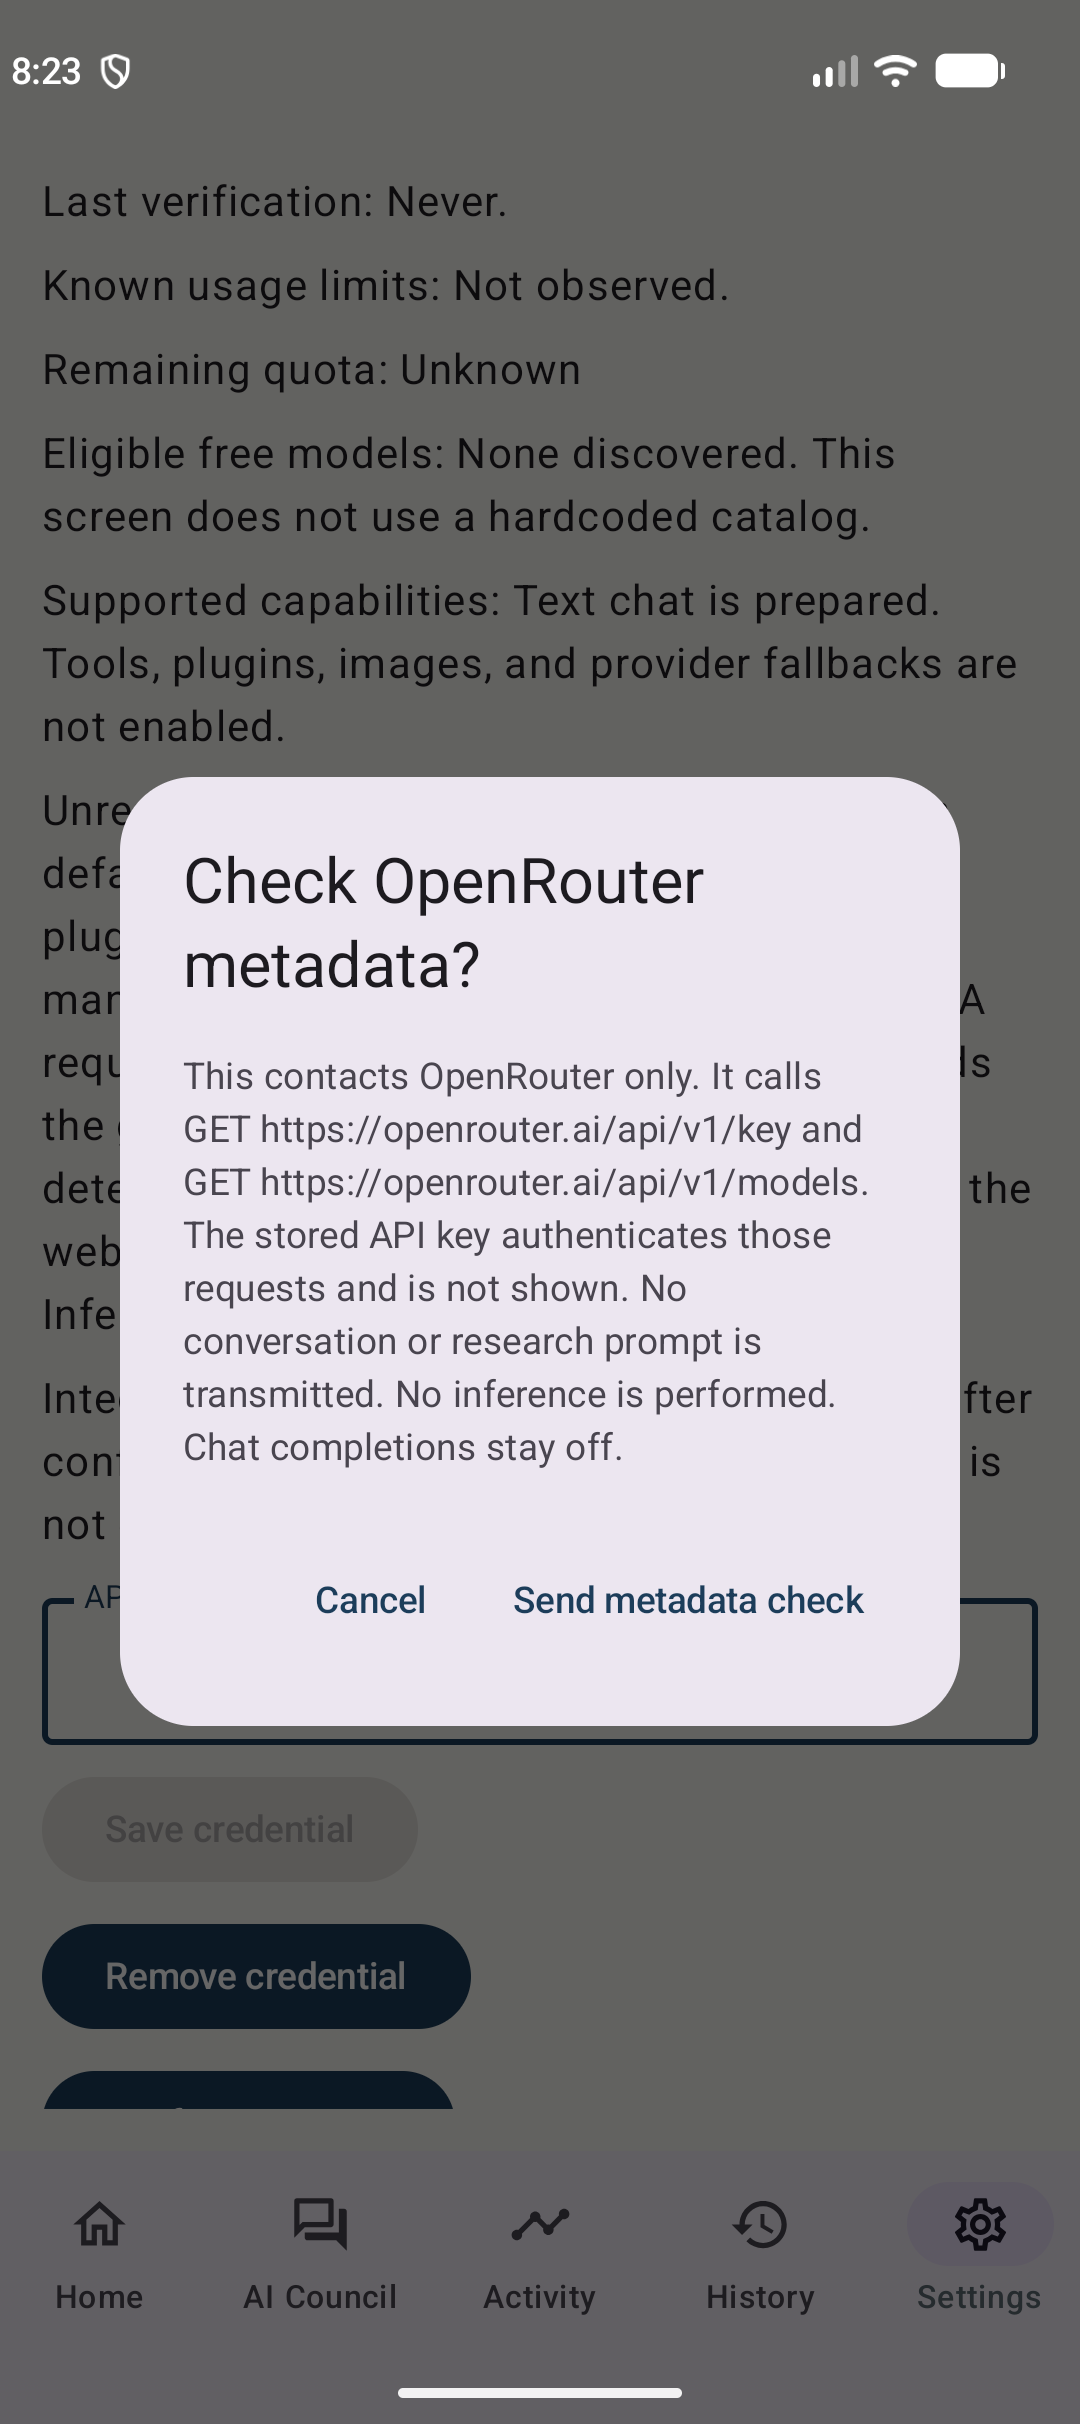 8:23
Last verification: Never.
Known usage limits: Not observed.
Remaining quota: Unknown
Eligible free models: None discovered. This
screen does not use a hardcoded catalog.
Supported capabilities: Text chat is prepared.
Tools, plugins, images, and provider fallbacks are
not enabled.
Check OpenRouter
metadata?
This contacts OpenRouter only. It calls
GET https://openrouter.ai/api/v1/key and
GET https://openrouter.ai/api/v1/models.
The stored API key authenticates those
requests and is not shown. No
conversation or research prompt is
transmitted. No inference is performed.
Chat completions stay off.
Cancel
Send metadata check
A
the
the
is
not
Save credential
Remove credential
Home
AI Council
Activity
History
Settings